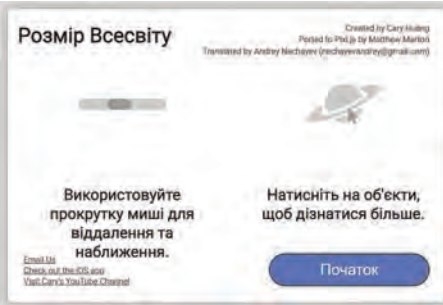 Розмір Всесвіту
Created by Cary Huang
Ported to Pixi.js by Matthew Martori
Translated by Andrey Nechayev (nechayevandrey@gmail.com)
Використовуйте
прокрутку миші для
віддалення та
наближення.
Натисніть на об'єкти,
щоб дізнатися більше.
Email Us
Check out the iOS app
Visit Cary's YouTube Channel
Початок